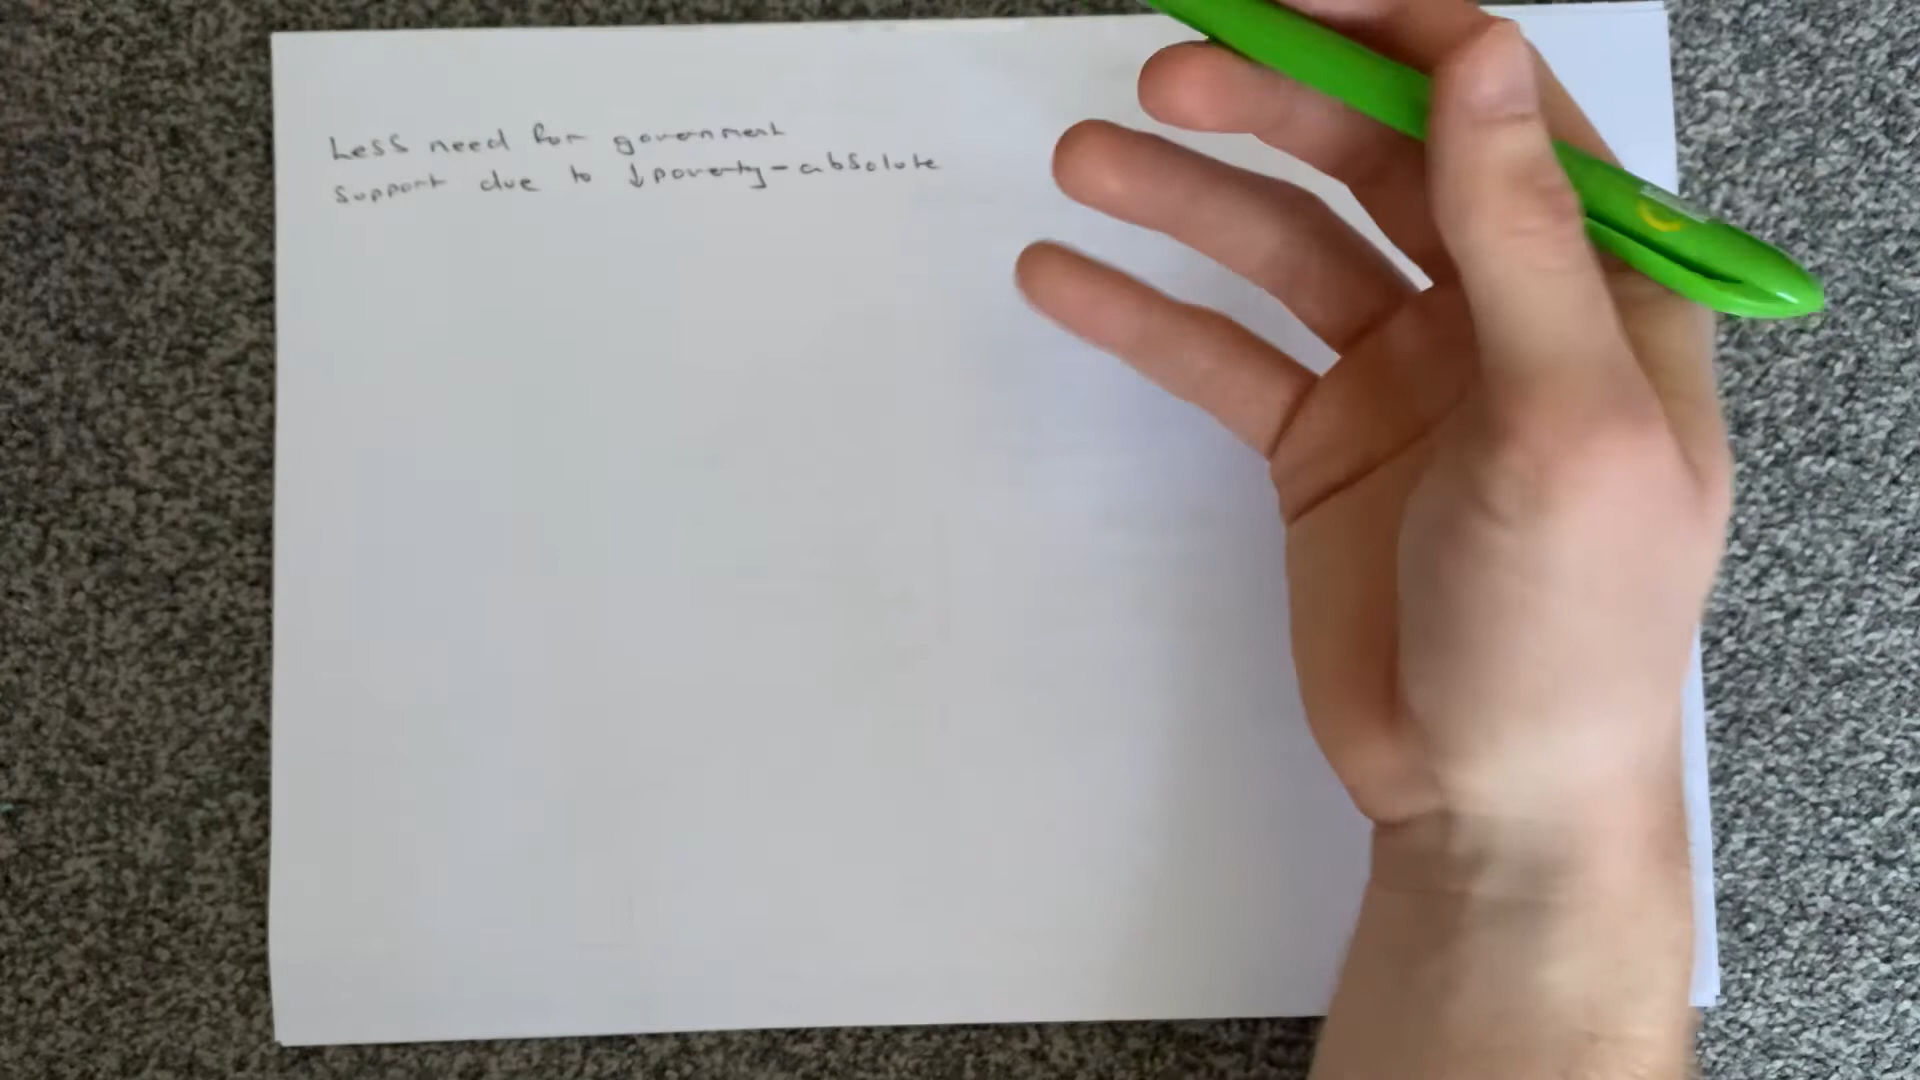 Less need for government
support due to ↓poverty-absolute